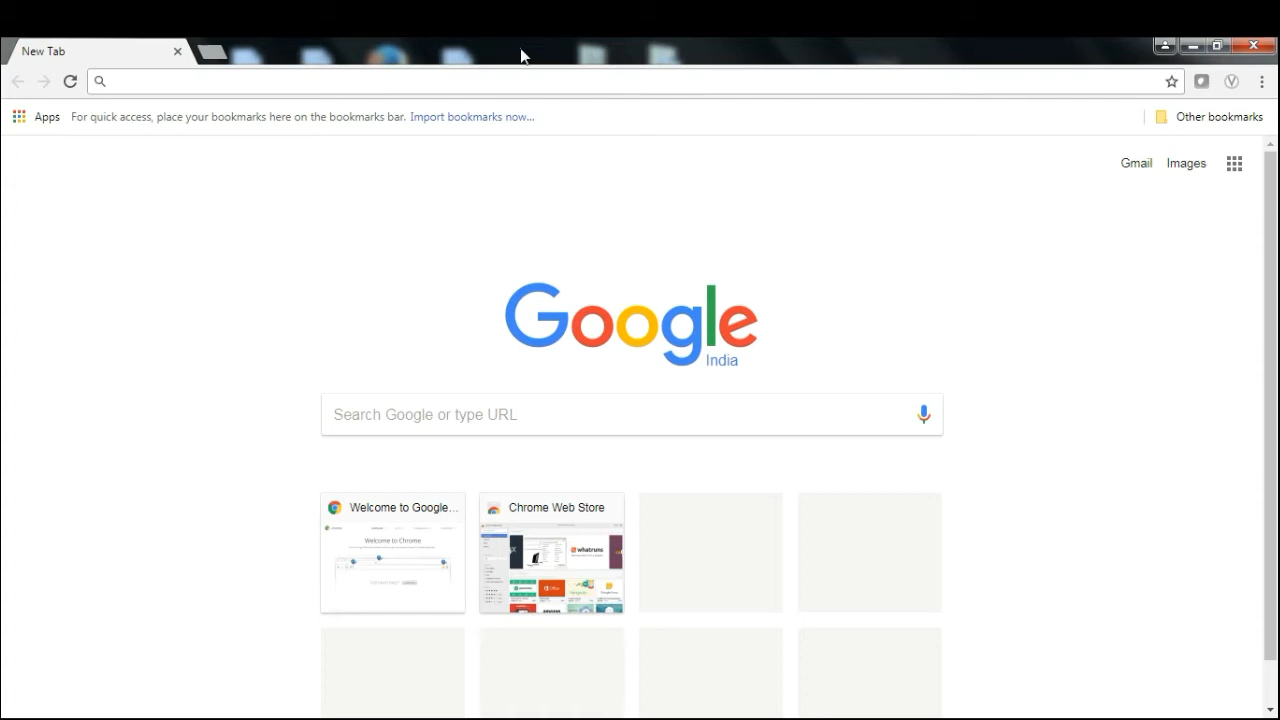 New Tab
Apps
For quick access, place your bookmarks here on the bookmarks bar. Import bookmarks now...
Other bookmarks
Gmail
Images
Google
India
Search Google or type URL
Welcome to Google...
Chrome Web Store
Welcome to Chrome
whatruns
Office